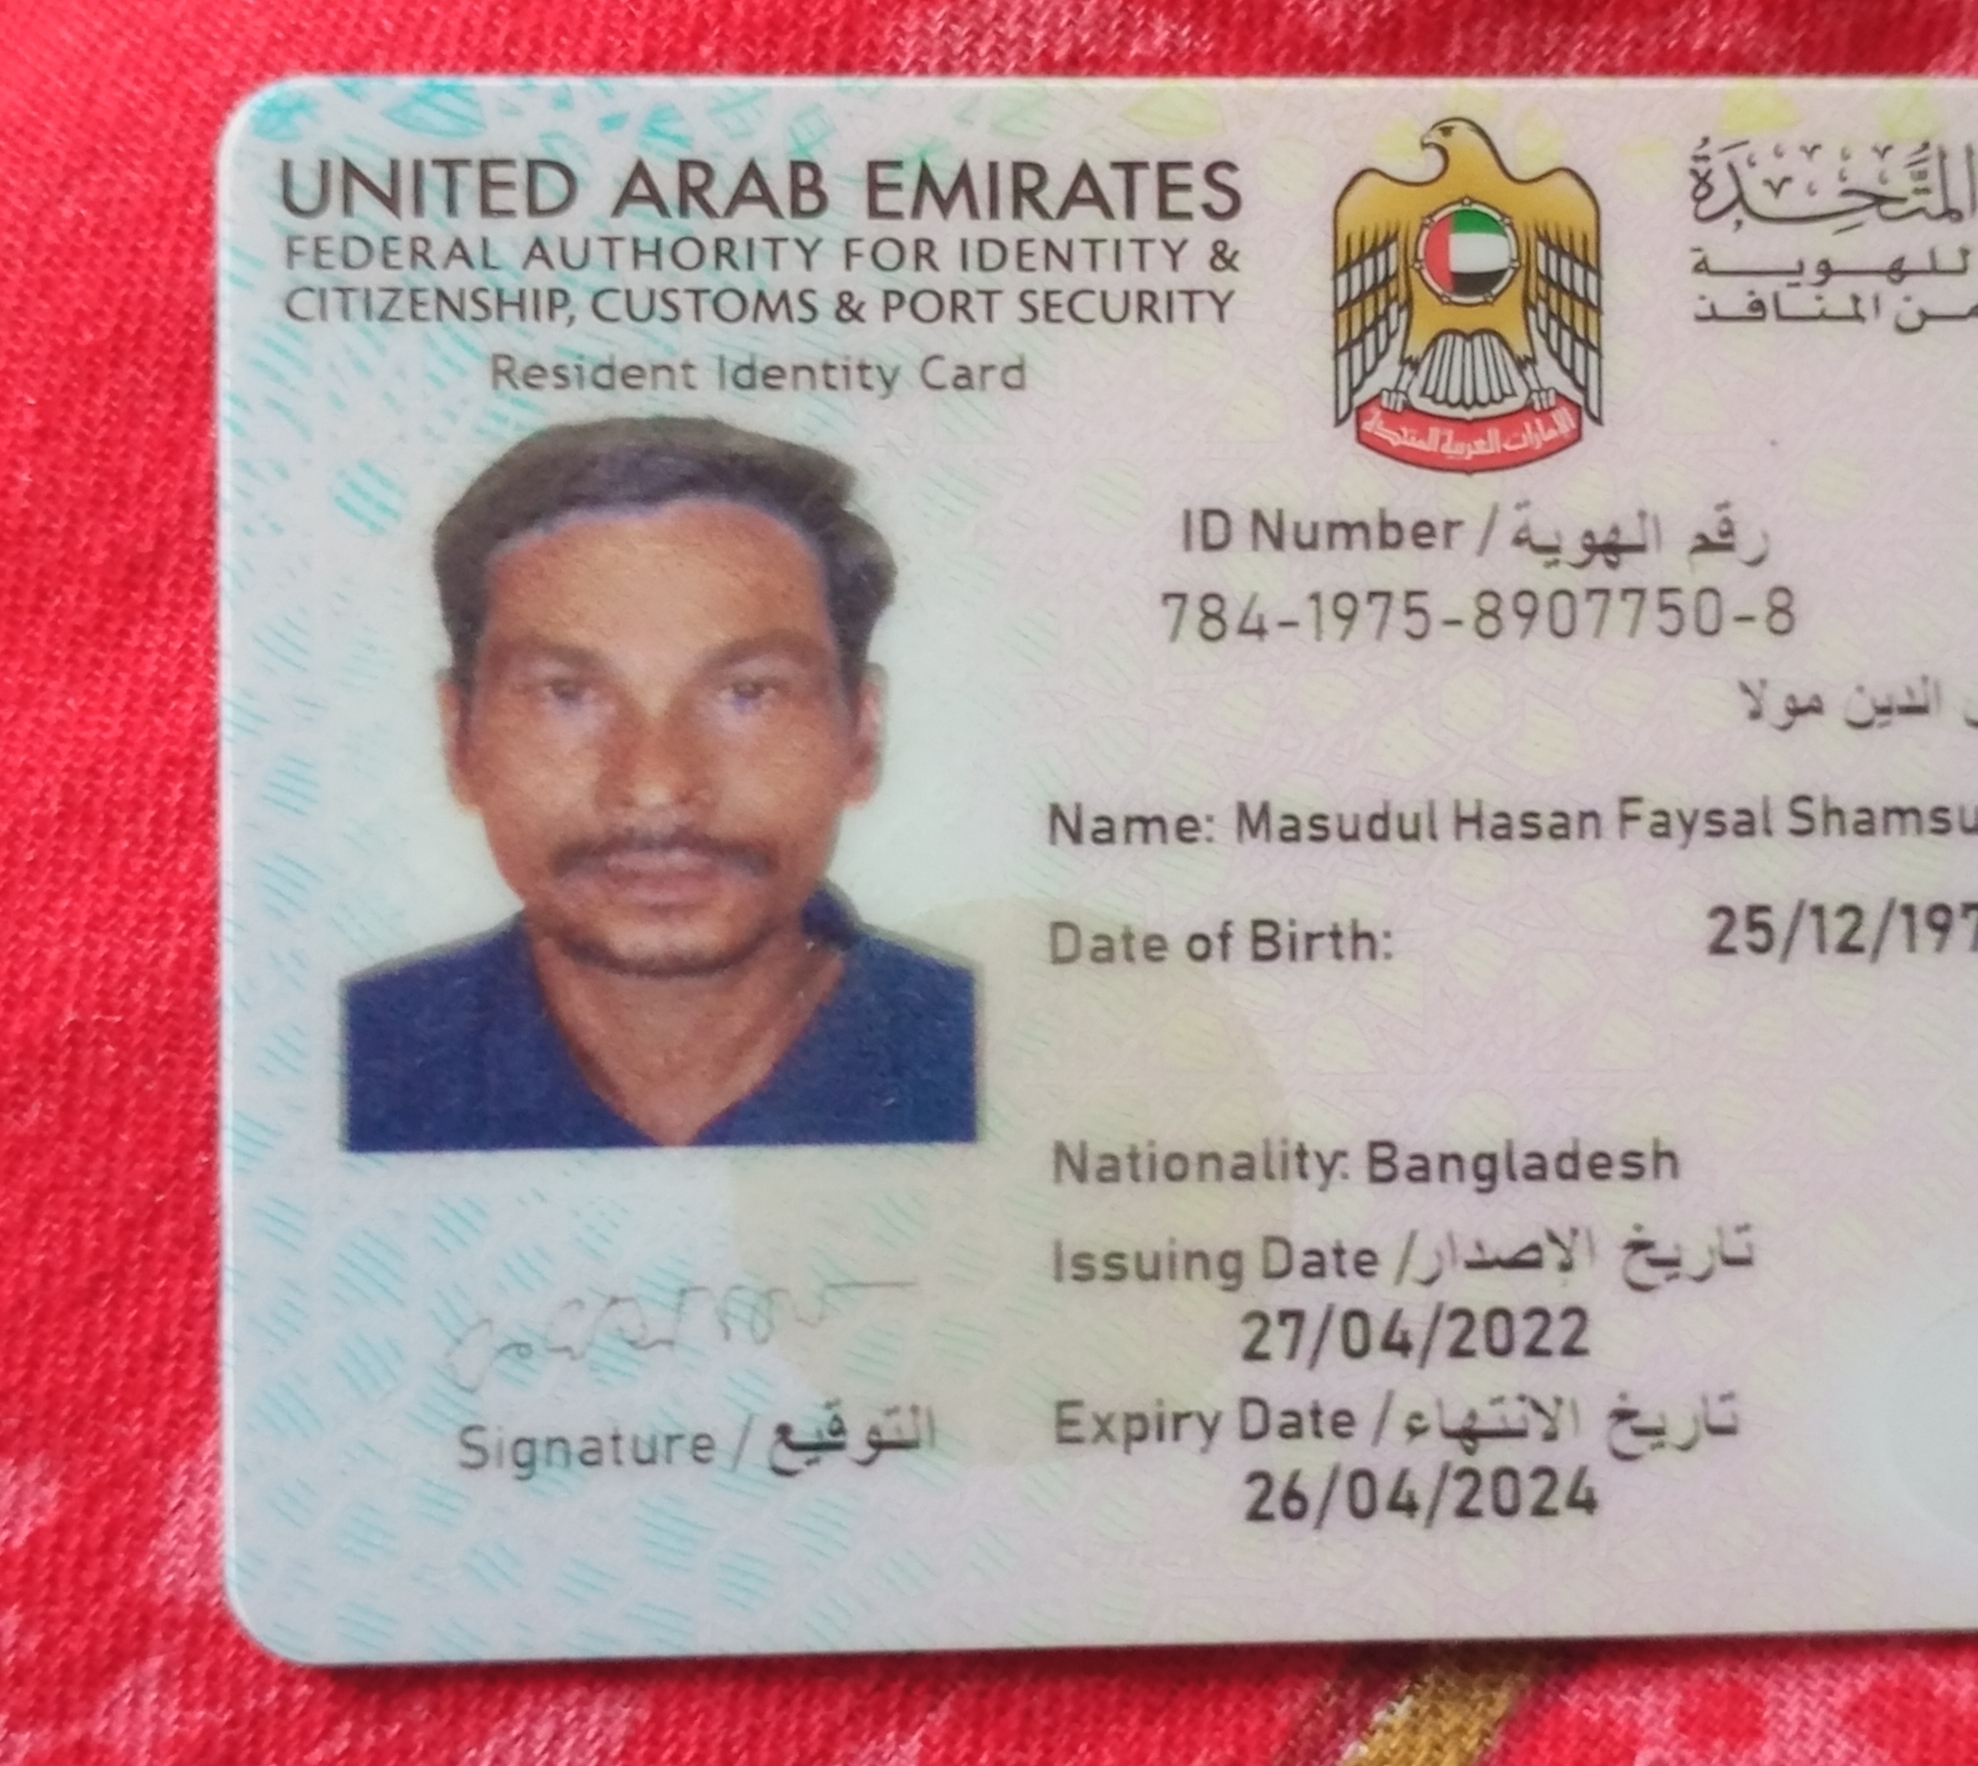 UNITED ARAB EMIRATES
المتحدة
FEDERAL AUTHORITY FOR IDENTITY &
للهوية
CITIZENSHIP, CUSTOMS & PORT SECURITY
المنافذ
Resident Identity Card
الإمارات العربية المتحدة
ID Number / رقم الهوية
784-1975-8907750-8
الدين مولا
Name: Masudul Hasan Faysal Shamsu
Date of Birth: 25/12/197
Nationality: Bangladesh
Issuing Date / تاريخ الإصدار
27/04/2022
Expiry Date / تاريخ الانتهاء
26/04/2024
Signature / التوقيع